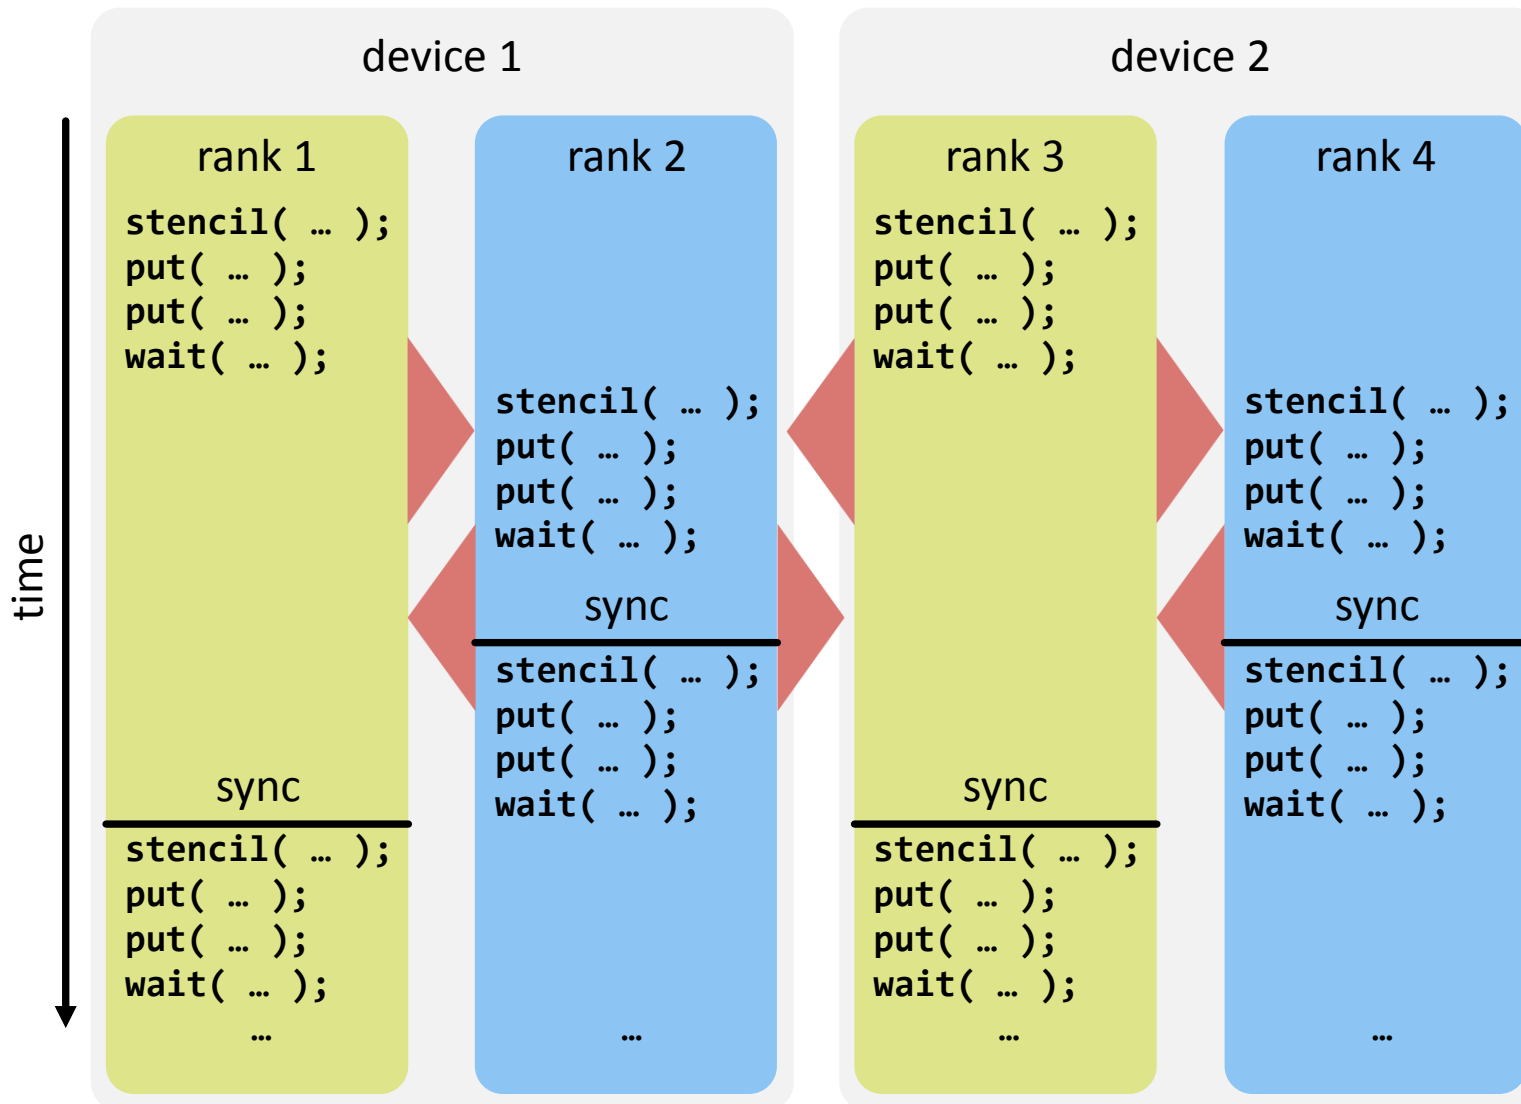 device 1
device 2
time
rank 1
stencil( … );
put( … );
put( … );
wait( … );
sync
stencil( … );
put( … );
put( … );
wait( … );
…
rank 2
stencil( … );
put( … );
put( … );
wait( … );
sync
stencil( … );
put( … );
put( … );
wait( … );
…
rank 3
stencil( … );
put( … );
put( … );
wait( … );
sync
stencil( … );
put( … );
put( … );
wait( … );
…
rank 4
stencil( … );
put( … );
put( … );
wait( … );
sync
stencil( … );
put( … );
put( … );
wait( … );
…